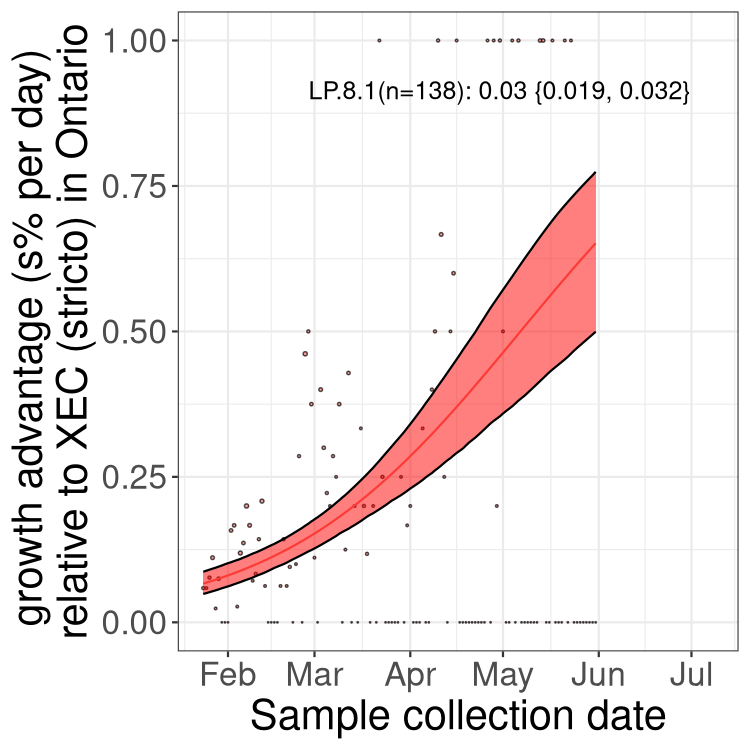 growth advantage (s% per day)
relative to XEC (stricto) in Ontario
1.00
0.75
0.50
0.25
0.00
LP.8.1(n=138): 0.03 {0.019, 0.032}
Feb Mar Apr May Jun Jul
Sample collection date